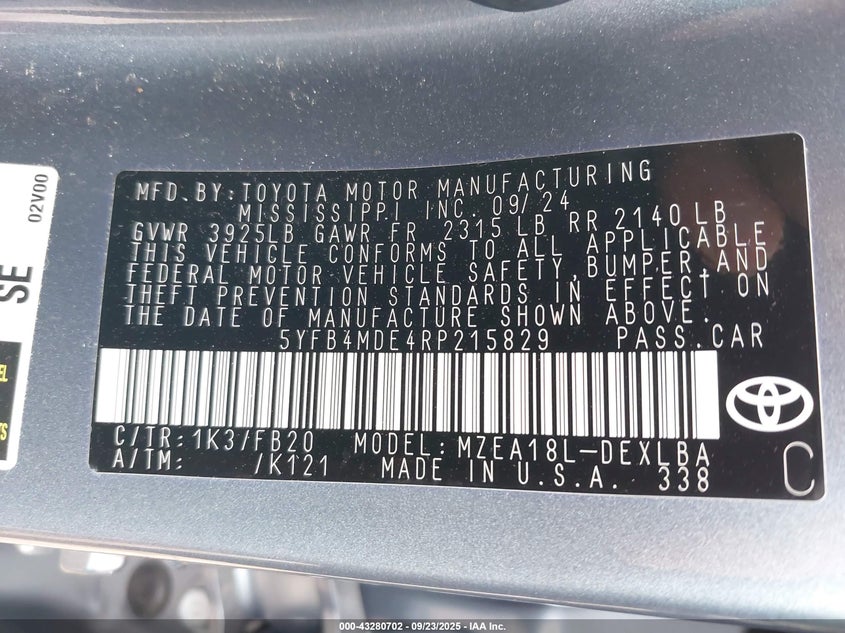 MFD. BY: TOYOTA MOTOR MANUFACTURING
MISSISSIPPI INC. 09/24
GVWR 3925LB GAWR FR 2315 LB RR 2140 LB
THIS VEHICLE CONFORMS TO ALL APPLICABLE
FEDERAL MOTOR VEHICLE SAFETY,BUMPER,AND
THEFT PREVENTION STANDARDS IN EFFECT ON
THE DATE OF MANUFACTURE SHOWN ABOVE.
5YFB4MDE4RP215829 PASS.CAR
C/TR: 1K3/FB20 MODEL: MZEA18L-DEXLBA
A/TM: /K121 MADE IN U.S.A. 338
C
02V00
SE
000-43280702 - 09/23/2025 - IAA Inc.